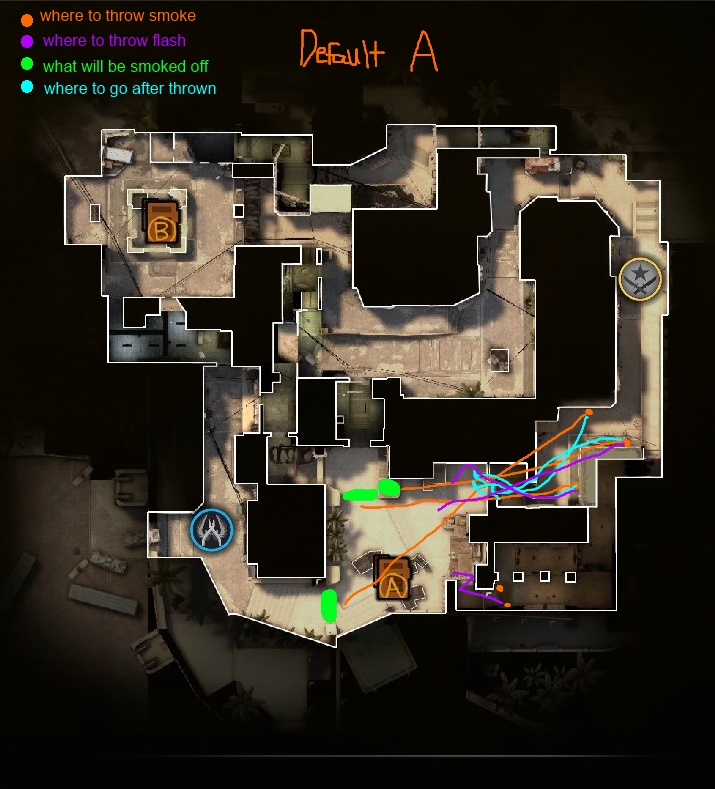 where to throw smoke
where to throw flash
what will be smoked off
where to go after thrown
Default A
B
A